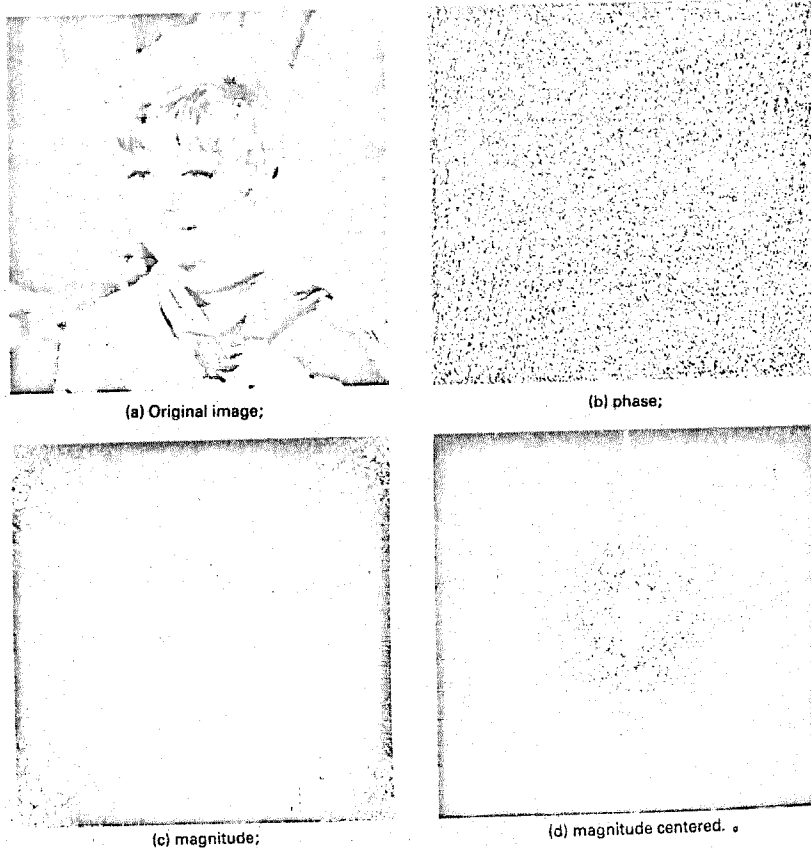 (a) Original image;
(b) phase;
(c) magnitude;
(d) magnitude centered.